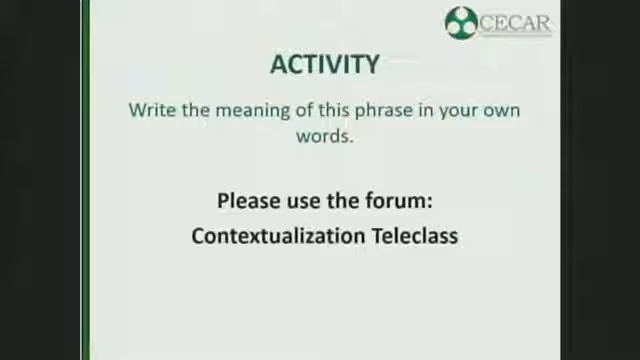 CECAR
ACTIVITY
Write the meaning of this phrase in your own
words.
Please use the forum:
Contextualization Teleclass